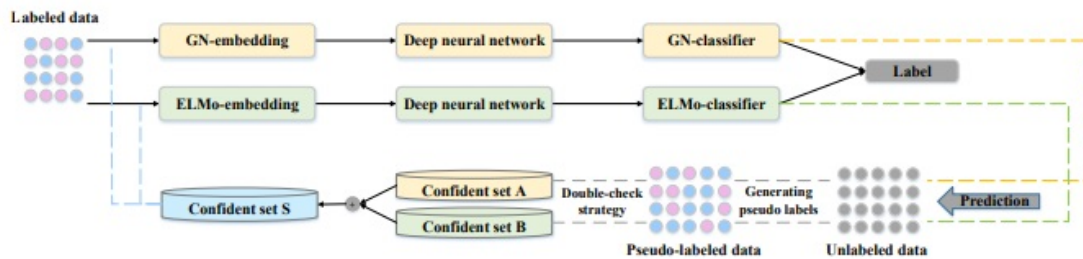 Labeled data
GN-embedding
Deep neural network
GN-classifier
Label
ELMo-embedding
Deep neural network
ELMo-classifier
Confident set S
+
Confident set A
Confident set B
Double-check
strategy
Pseudo-labeled data
Generating
pseudo labels
Unlabeled data
Prediction